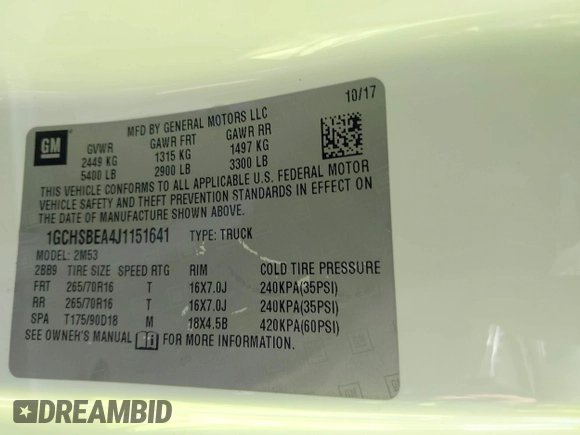 10/17
MFD BY GENERAL MOTORS LLC
GM
GVWR GAWR FRT GAWR RR
2449 KG 1315 KG 1497 KG
5400 LB 2900 LB 3300 LB
THIS VEHICLE CONFORMS TO ALL APPLICABLE U.S. FEDERAL MOTOR
VEHICLE SAFETY AND THEFT PREVENTION STANDARDS IN EFFECT ON
THE DATE OF MANUFACTURE SHOWN ABOVE.
1GCHSBEA4J1151641 TYPE: TRUCK
MODEL: 2M53
2BB9 TIRE SIZE SPEED RTG RIM COLD TIRE PRESSURE
FRT 265/70R16 T 16X7.0J 240KPA(35PSI)
RR 265/70R16 T 16X7.0J 240KPA(35PSI)
SPA T175/90D18 M 18X4.5B 420KPA(60PSI)
SEE OWNER'S MANUAL FOR MORE INFORMATION.
DREAMBID